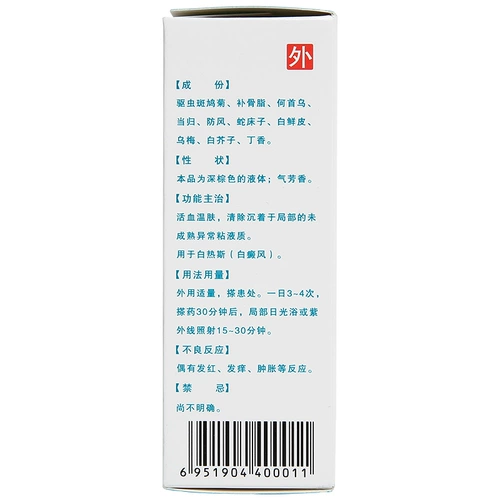 外
【成　份】
驱虫斑鸠菊、补骨脂、何首乌、
当归、防风、蛇床子、白鲜皮、
乌梅、白芥子、丁香。
【性　状】
本品为深棕色的液体；气芳香。
【功能主治】
活血温肤，清除沉着于局部的未
成熟异常粘液质。
用于白热斯（白癜风）。
【用法用量】
外用适量，搽患处。一日3~4次，
搽药30分钟后，局部日光浴或紫
外线照射15~30分钟。
【不良反应】
偶有发红、发痒、肿胀等反应。
【禁　忌】
尚不明确。
6 951904 400011